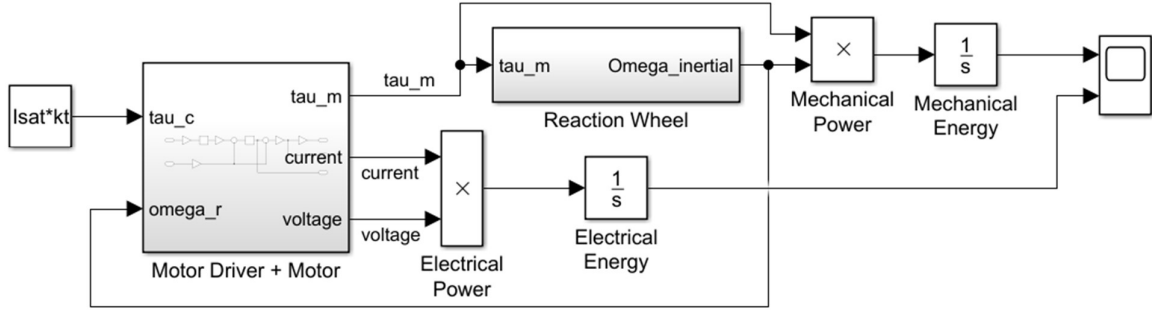 Isat*kt
tau_c
omega_r
tau_m
current
voltage
Motor Driver + Motor
tau_m
current
voltage
×
Electrical
Power
tau_m
Omega_inertial
Reaction Wheel
1
s
Electrical
Energy
×
Mechanical
Power
1
s
Mechanical
Energy